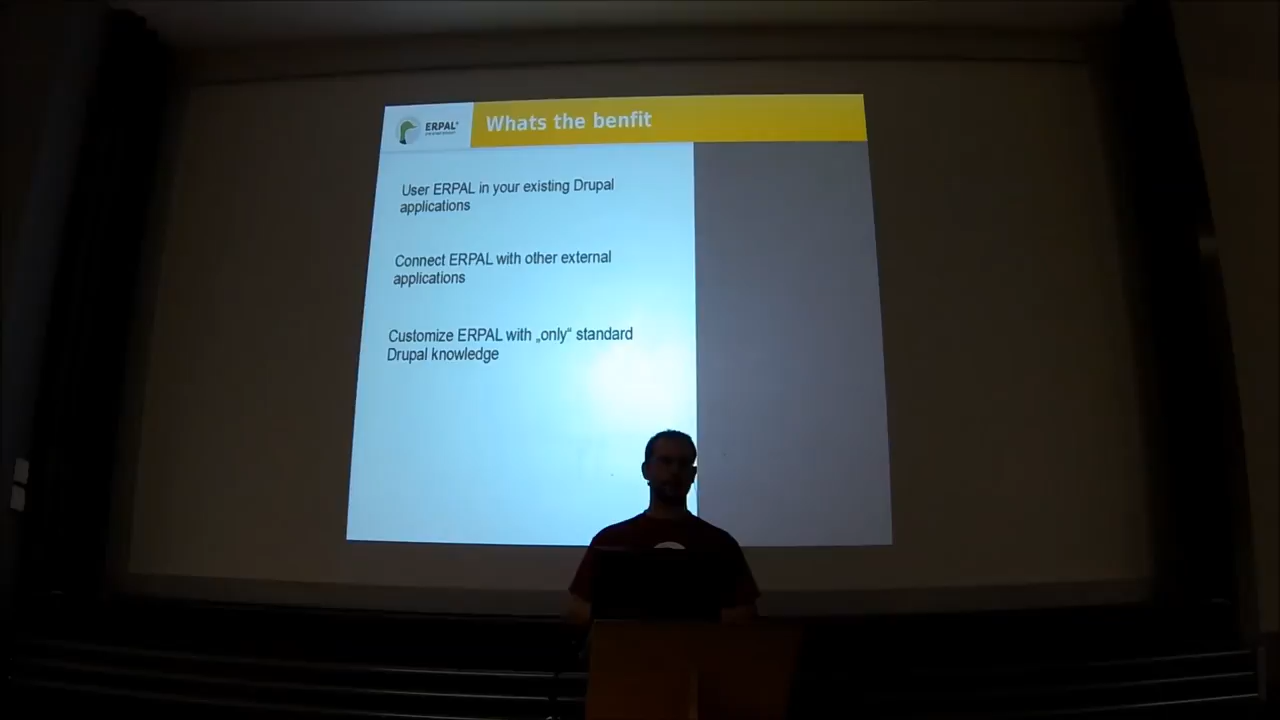 ERPAL
Whats the benfit
User ERPAL in your existing Drupal
applications
Connect ERPAL with other external
applications
Customize ERPAL with „only“ standard
Drupal knowledge